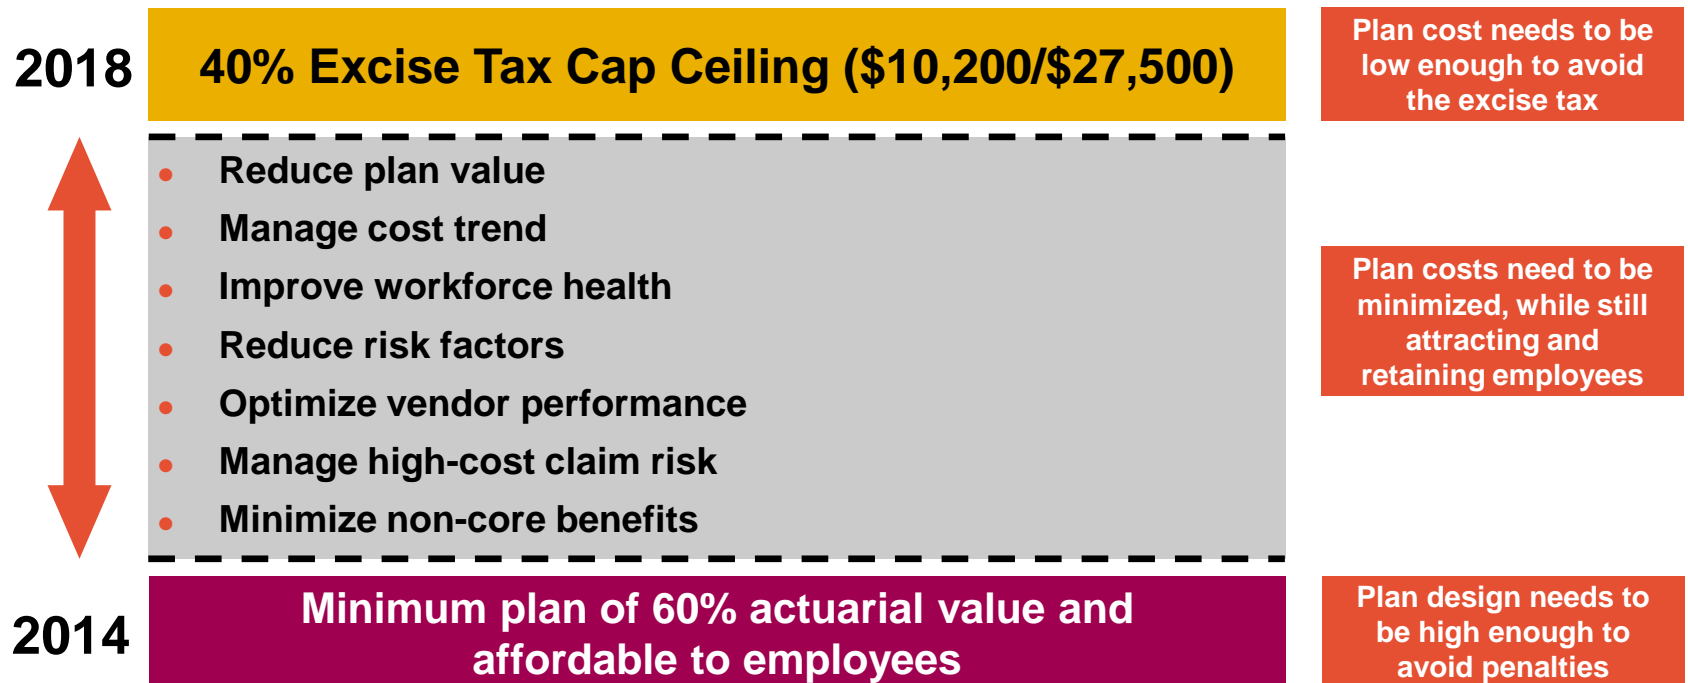 2018
40% Excise Tax Cap Ceiling ($10,200/$27,500)
Plan cost needs to be
low enough to avoid
the excise tax
• Reduce plan value
• Manage cost trend
• Improve workforce health
• Reduce risk factors
• Optimize vendor performance
• Manage high-cost claim risk
• Minimize non-core benefits
Plan costs need to be
minimized, while still
attracting and
retaining employees
2014
Minimum plan of 60% actuarial value and
affordable to employees
Plan design needs to
be high enough to
avoid penalties